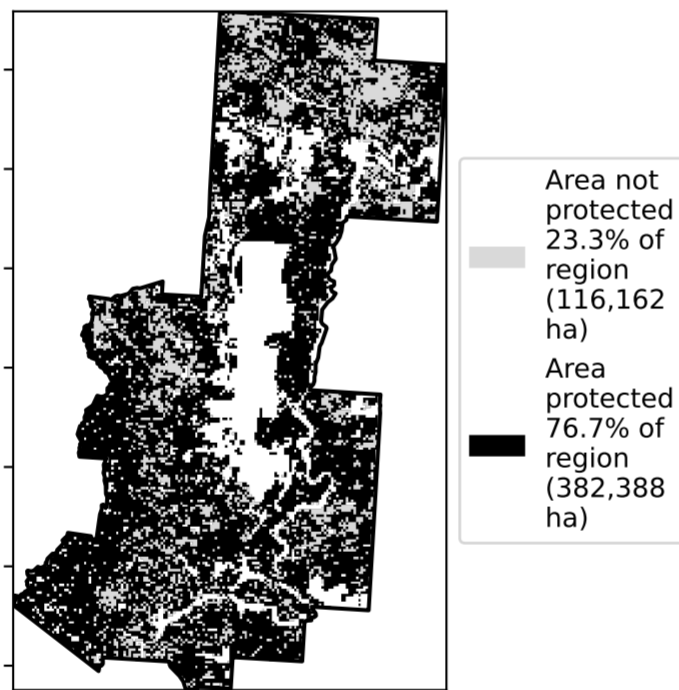 Area not
protected
23.3% of
region
(116,162
ha)
Area
protected
76.7% of
region
(382,388
ha)